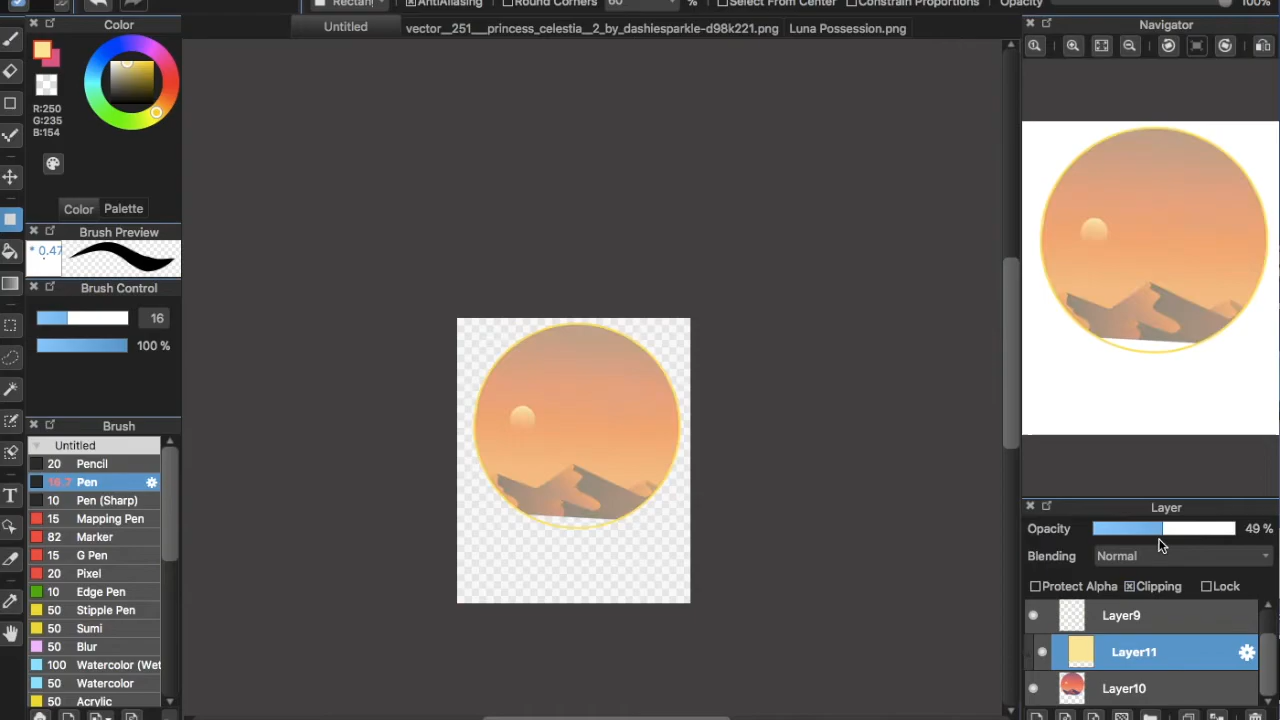 Rectan
AntiAliasing
Round Corners
60
%
Select From Center
Constrain Proportions
Opacity
100%
Color
Untitled
vector__251__princess_celestia__2_by_dashiesparkle-d98k221.png
Luna Possession.png
Navigator
R:250
G:235
B:154
Color
Palette
Brush Preview
* 0.47
Brush Control
16
100 %
Brush
Untitled
20 Pencil
16.7 Pen
10 Pen (Sharp)
15 Mapping Pen
82 Marker
15 G Pen
20 Pixel
10 Edge Pen
50 Stipple Pen
50 Sumi
50 Blur
100 Watercolor (Wet
50 Watercolor
50 Acrylic
Layer
Opacity
49 %
Blending
Normal
Protect Alpha
Clipping
Lock
Layer9
Layer11
Layer10